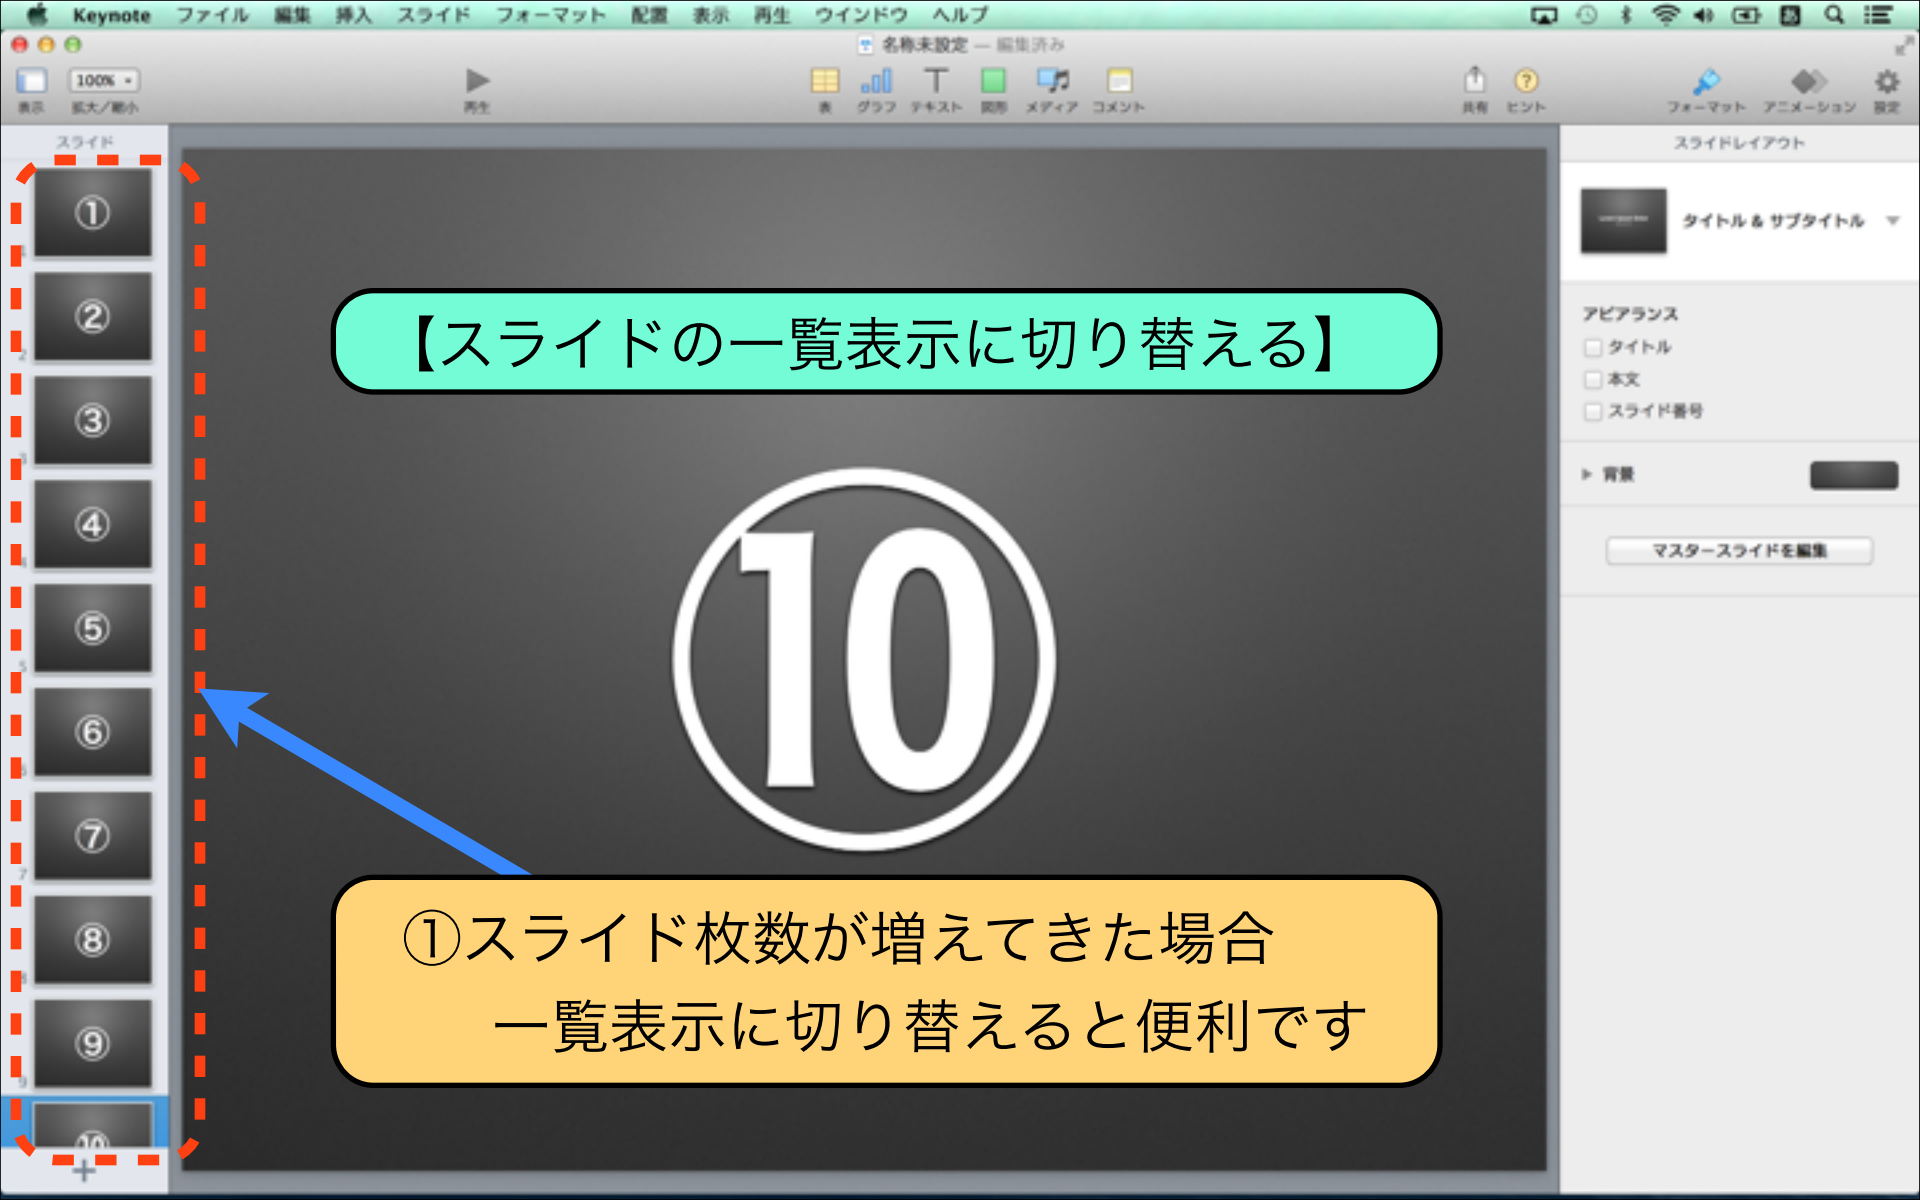 Keynote ファイル 編集 挿入 スライド フォーマット 配置 表示 再生 ウインドウ ヘルプ
名称未設定 — 編集済み
100%
表示 拡大/縮小 再生 表 グラフ テキスト 図形 メディア コメント 共有 ヒント フォーマット アニメーション 設定
スライド
①
②
2
③
3
④
4
⑤
5
⑥
⑦
7
⑧
8
⑨
9
⑩
【スライドの一覧表示に切り替える】
⑩
①スライド枚数が増えてきた場合
一覧表示に切り替えると便利です
スライドレイアウト
タイトル & サブタイトル
アピアランス
タイトル
本文
スライド番号
背景
マスタースライドを編集